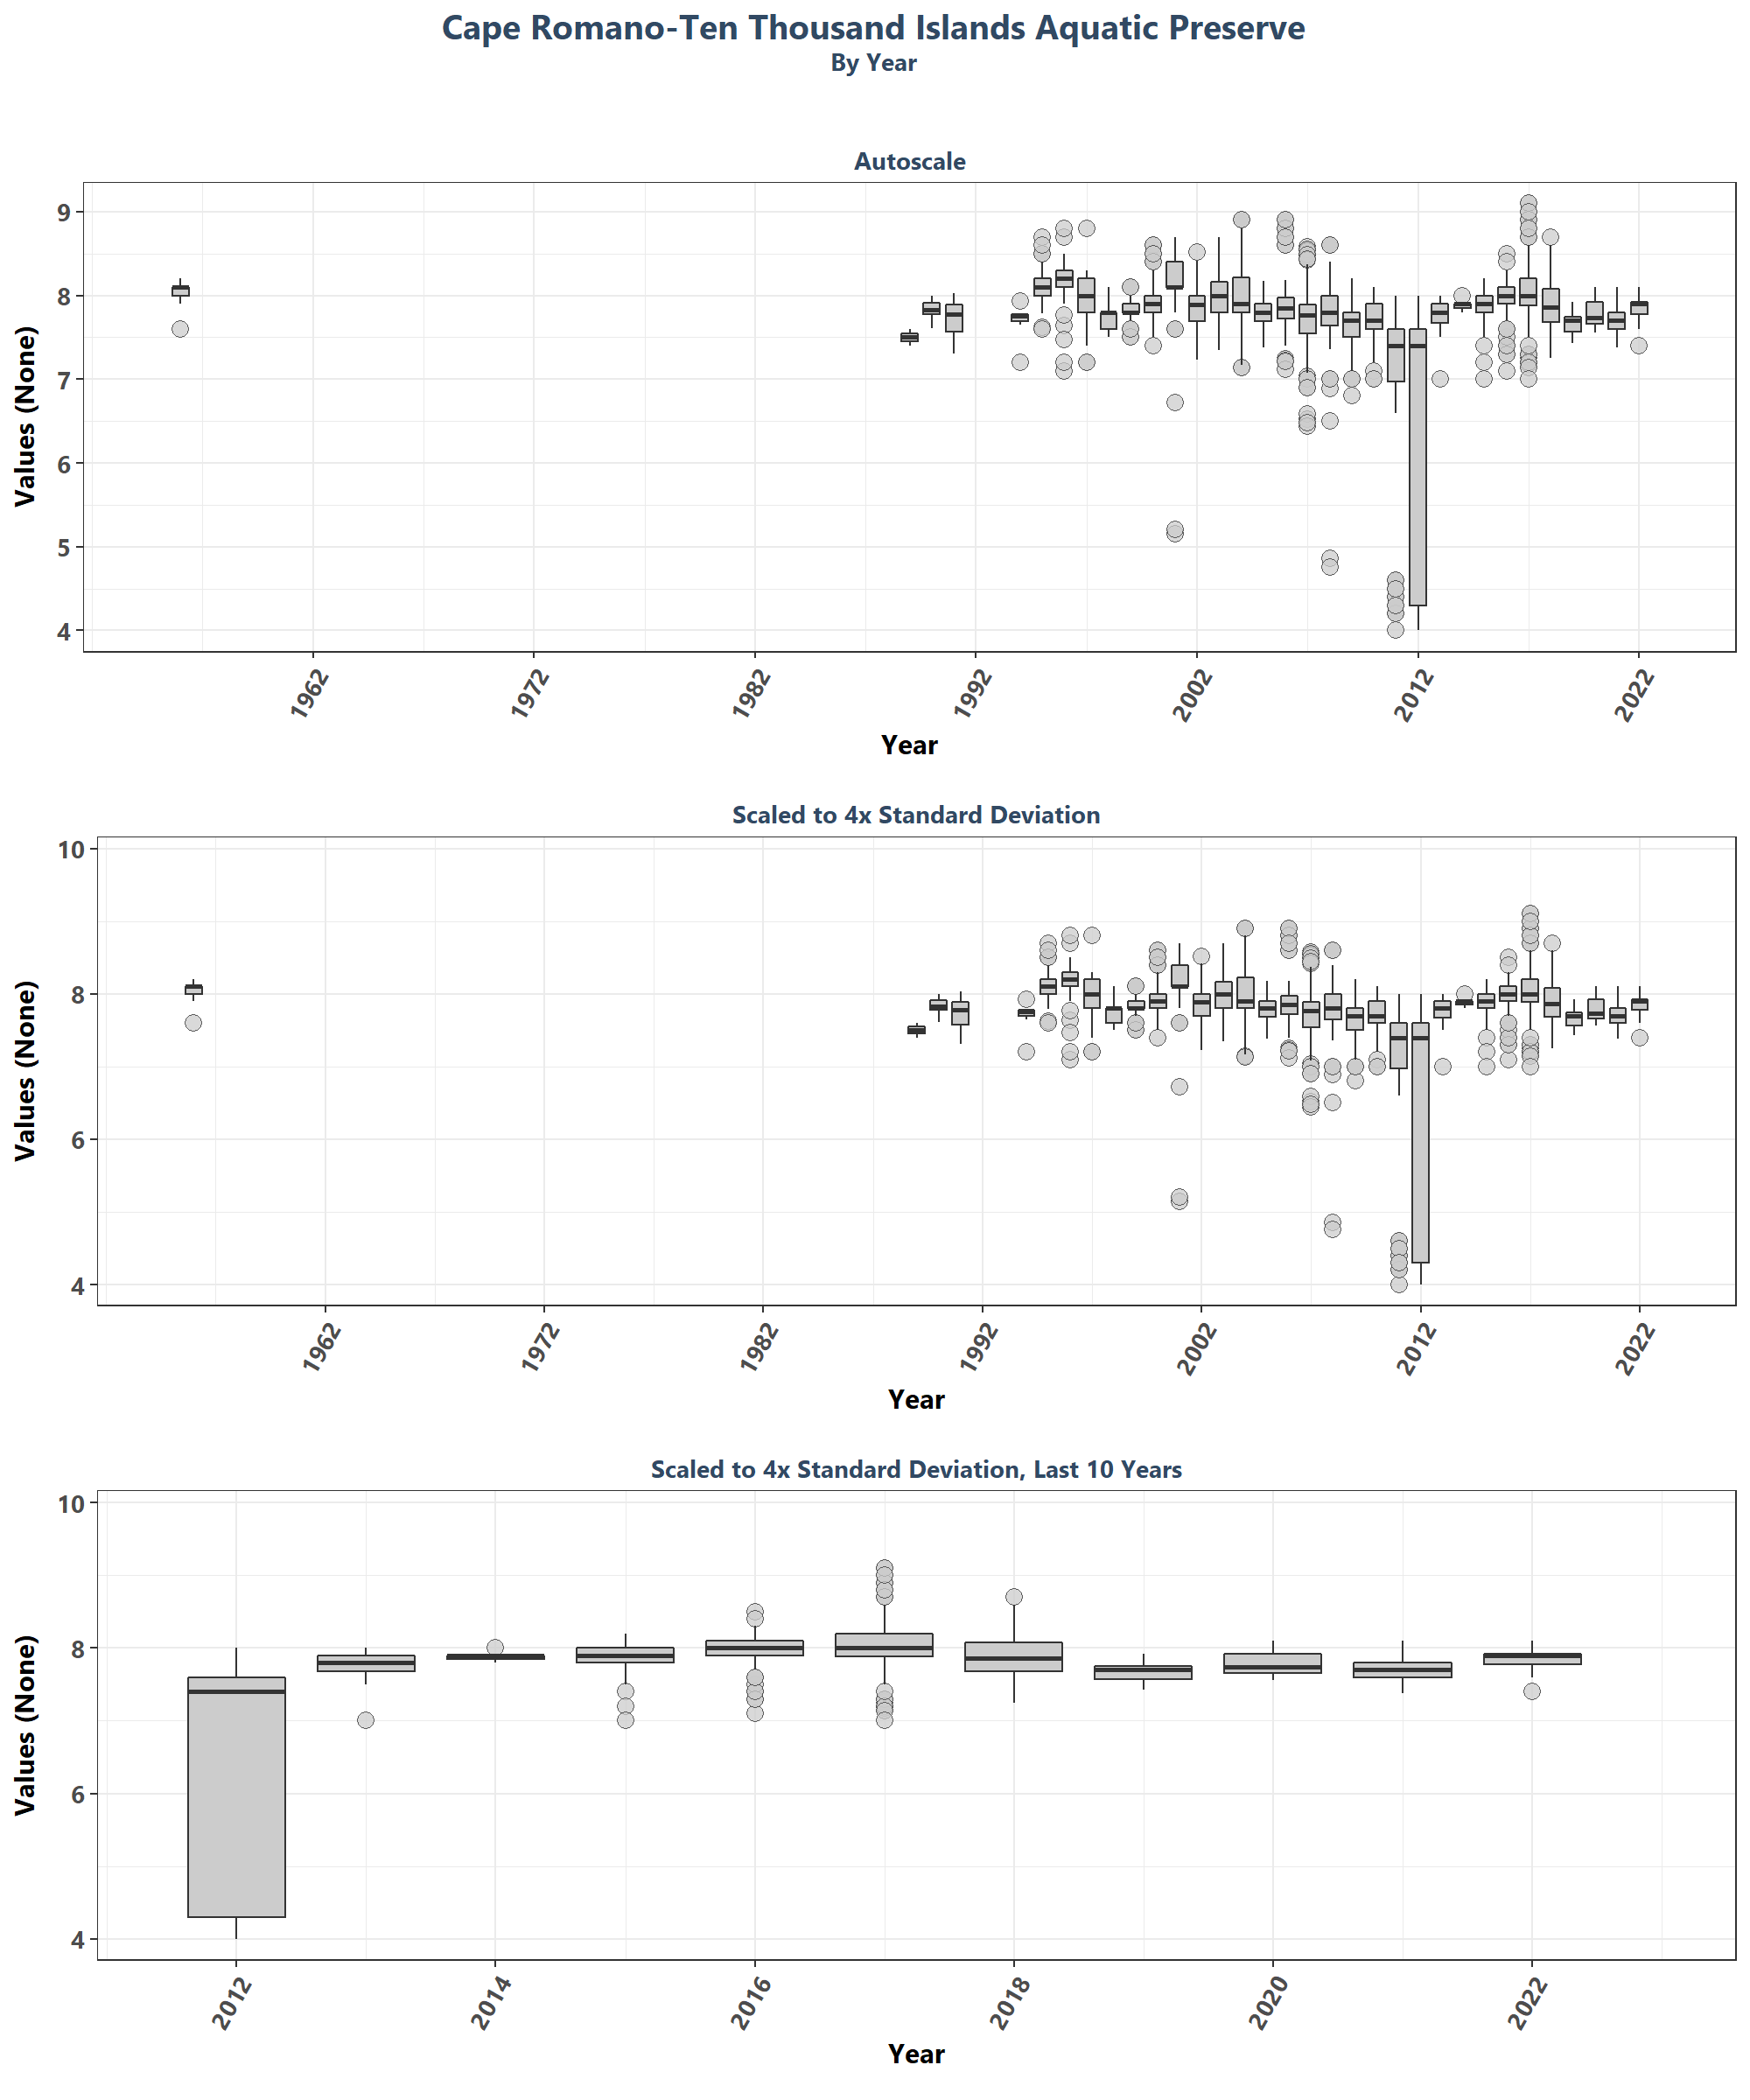 Cape Romano-Ten Thousand Islands Aquatic Preserve
By Year
Autoscale
9
8
7
6
5
4
Values (None)
1962 1972 1982 1992 2002 2012 2022
Year
Scaled to 4x Standard Deviation
10
8
6
4
Values (None)
1962 1972 1982 1992 2002 2012 2022
Year
Scaled to 4x Standard Deviation, Last 10 Years
10
8
6
4
Values (None)
2012 2014 2016 2018 2020 2022
Year